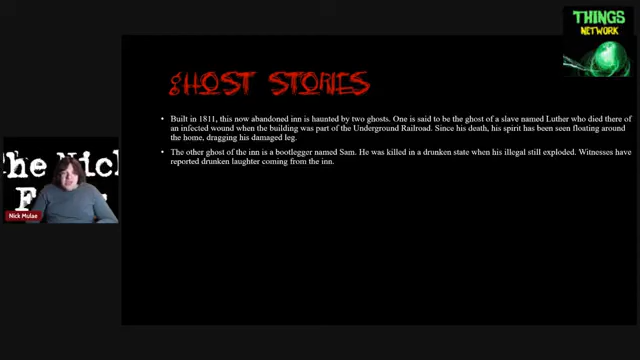 THINGS
NETWORK
GHOST STORIES
• Built in 1811, this now abandoned inn is haunted by two ghosts. One is said to be the ghost of a slave named Luther who died there
of an infected wound when the building was part of the Underground Railroad. Since his death, his spirit has been seen floating around
the home, dragging his damaged leg.
• The other ghost of the inn is a bootlegger named Sam. He was killed in a drunken state when his illegal still exploded. Witnesses have
reported drunken laughter coming from the inn.
he Nick
Nick Mulae